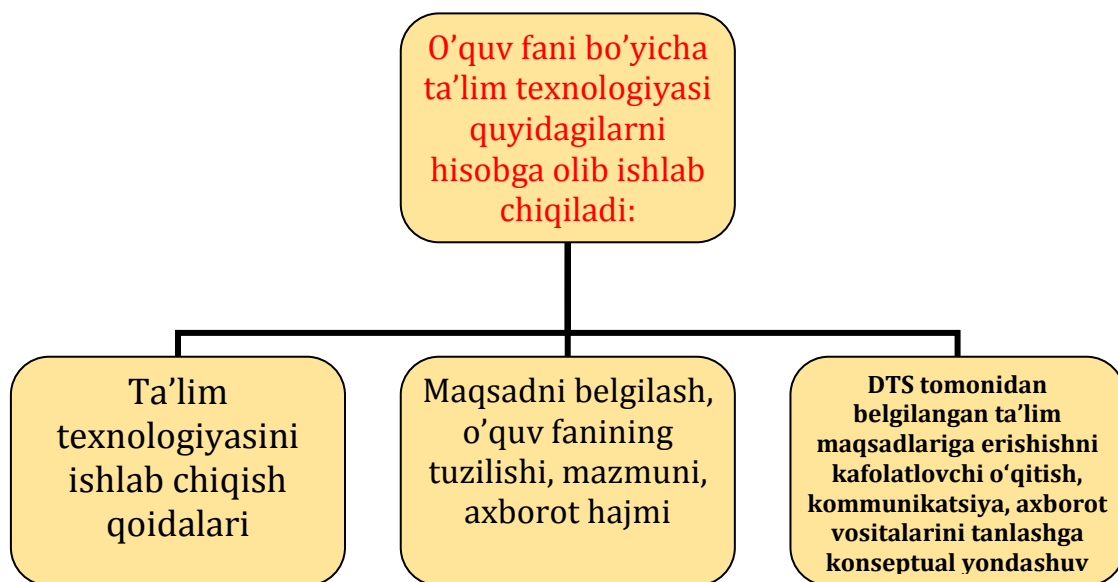 O’quv fani bo’yicha
ta’lim texnologiyasi
quyidagilarni
hisobga olib ishlab
chiqiladi:
Ta’lim
texnologiyasini
ishlab chiqish
qoidalari
Maqsadni belgilash,
o’quv fanining
tuzilishi, mazmuni,
axborot hajmi
DTS tomonidan
belgilangan ta’lim
maqsadlariga erishishni
kafolatlovchi o‘qitish,
kommunikatsiya, axborot
vositalarini tanlashga
konseptual yondashuv